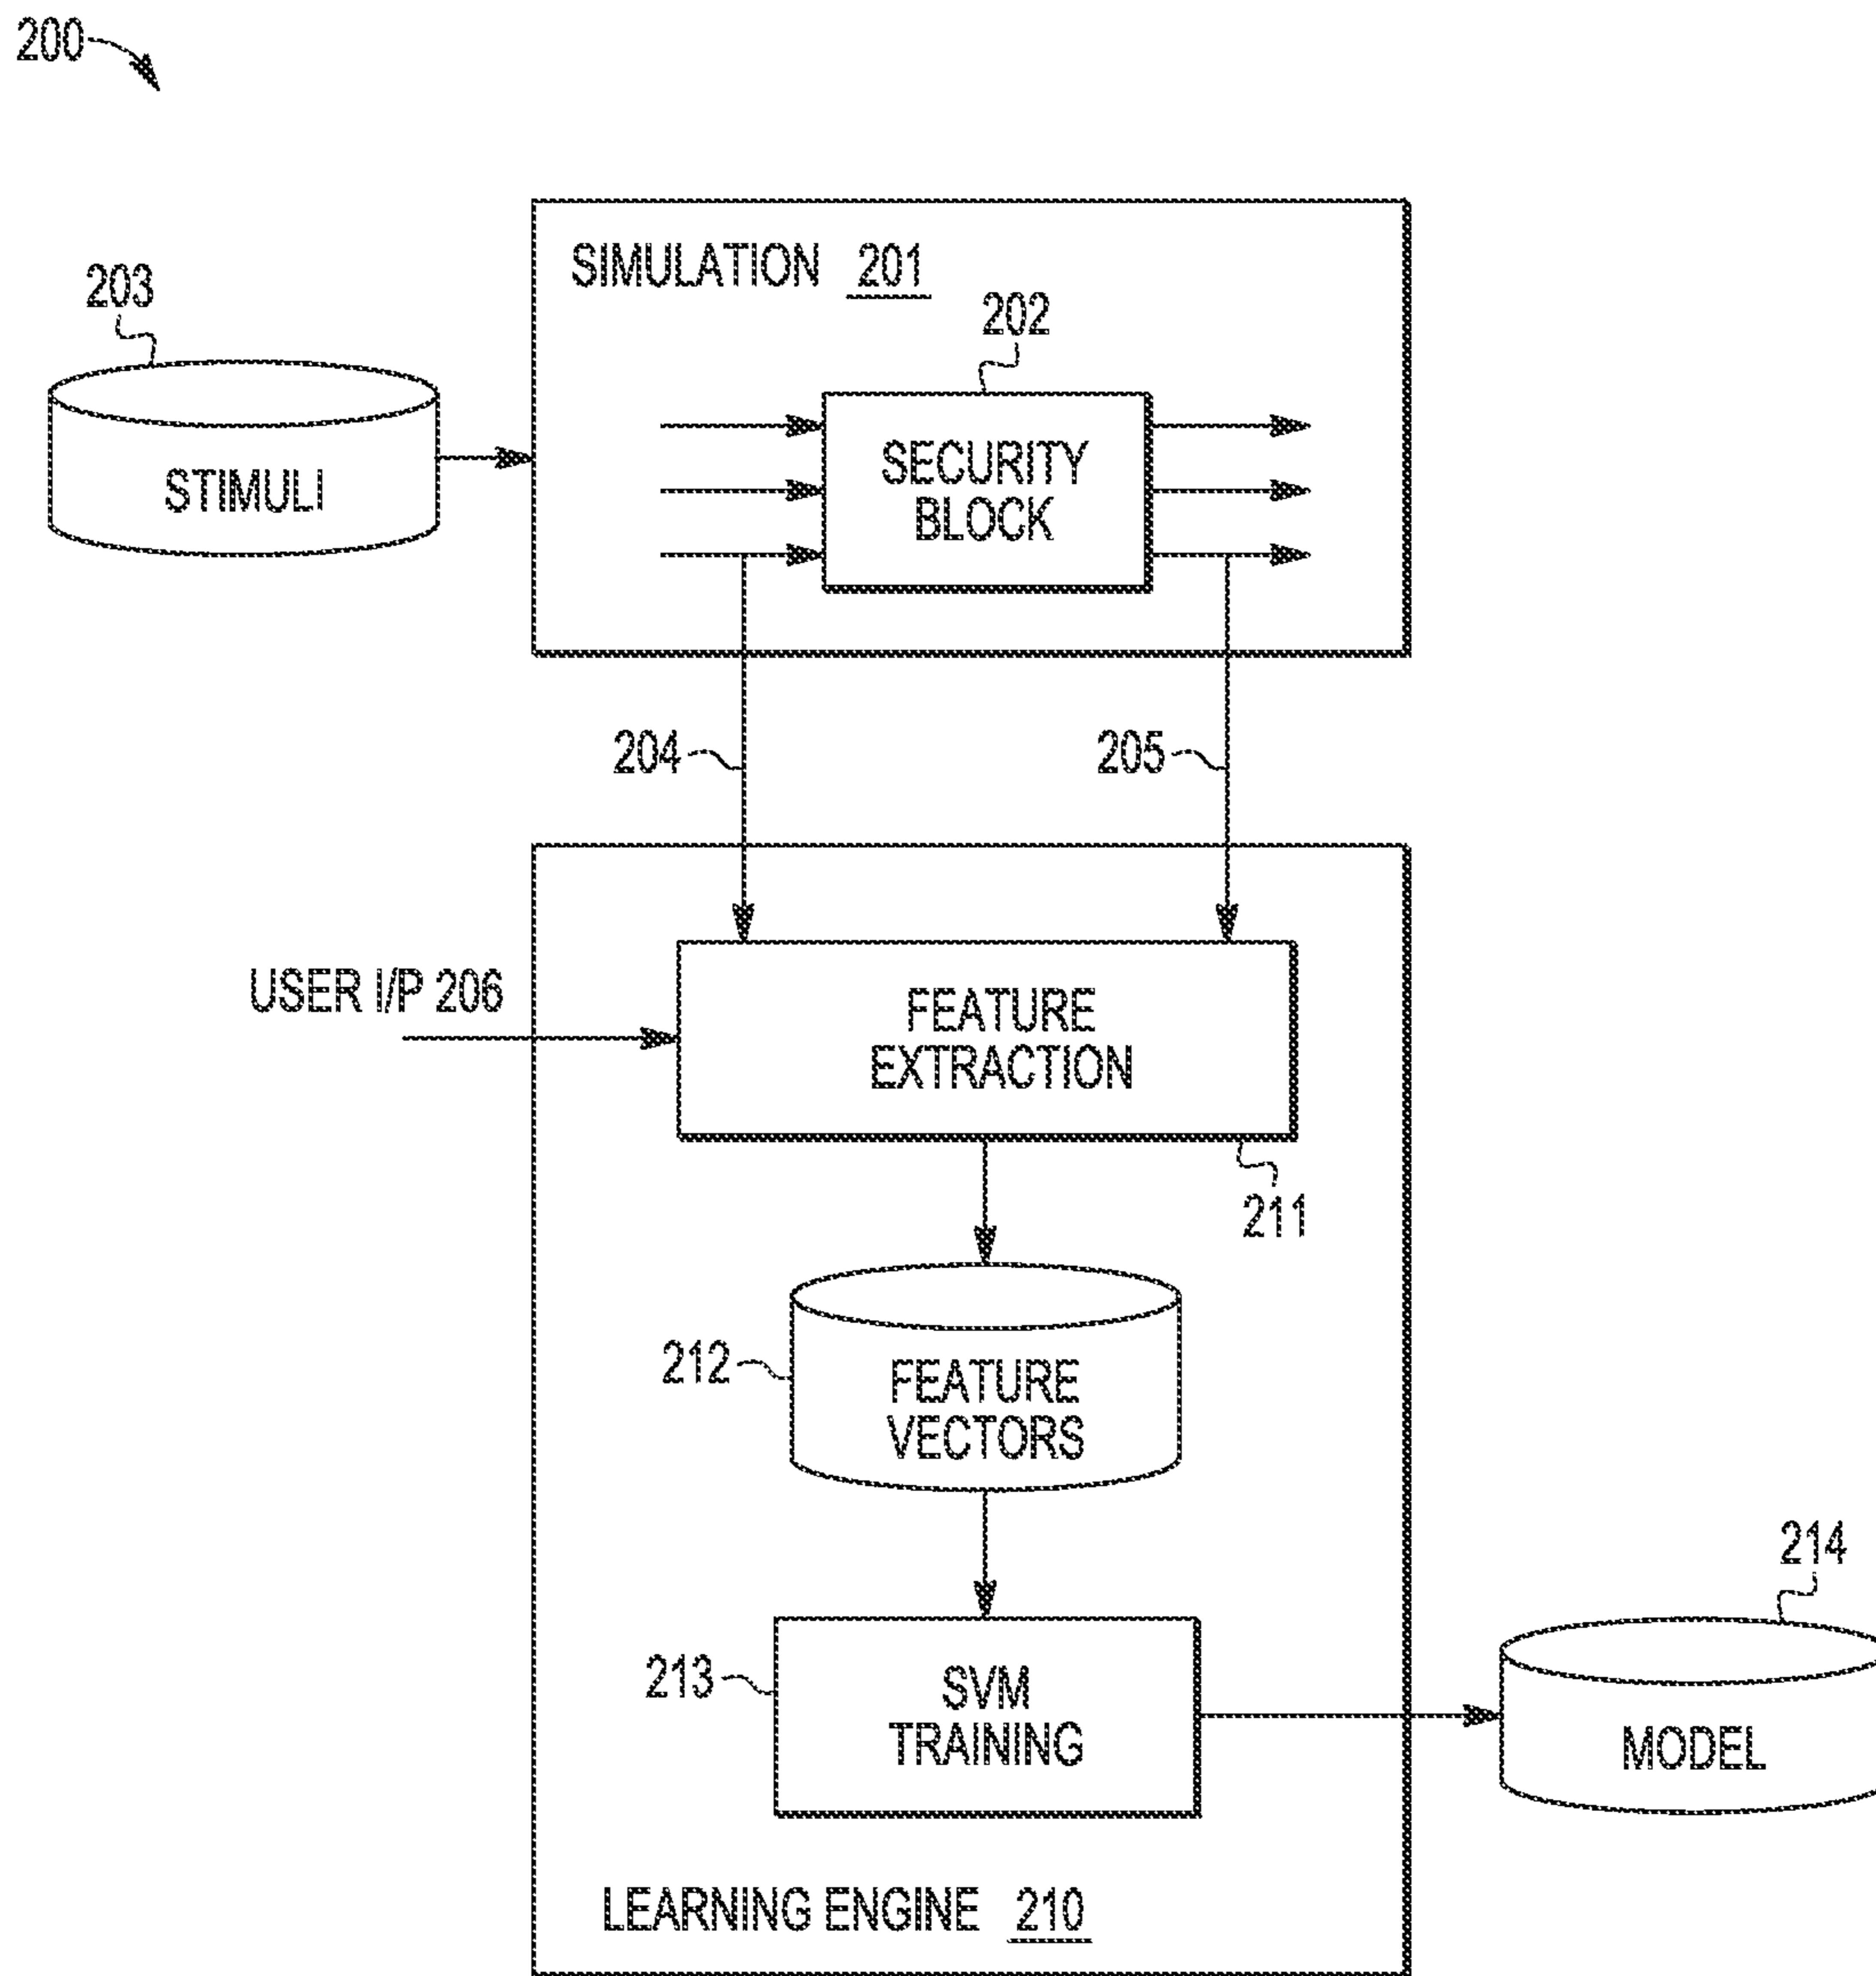 200
SIMULATION 201
203
202
STIMULI
SECURITY
BLOCK
204
205
USER I/P 206
FEATURE
EXTRACTION
211
212
FEATURE
VECTORS
214
213
SVM
TRAINING
MODEL
LEARNING ENGINE 210